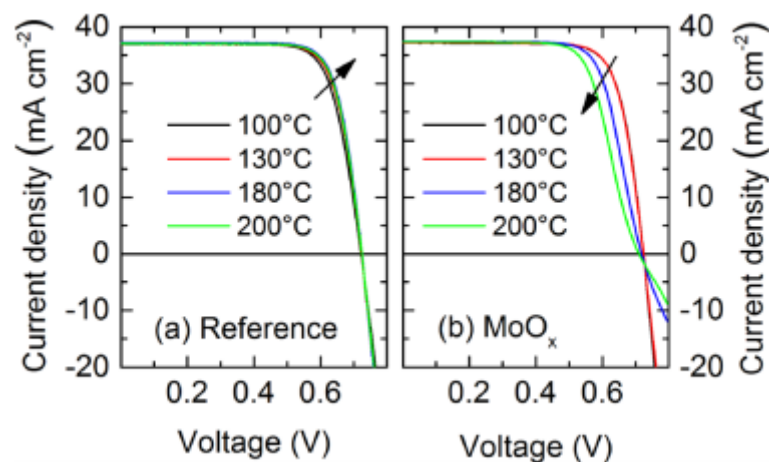 Current density (mA cm-2)
40
30
20
10
0
-10
-20
100°C
130°C
180°C
200°C
(a) Reference
0.2 0.4 0.6
Voltage (V)
100°C
130°C
180°C
200°C
(b) MoOx
0.2 0.4 0.6
Voltage (V)
40
30
20
10
0
-10
-20
Current density (mA cm-2)